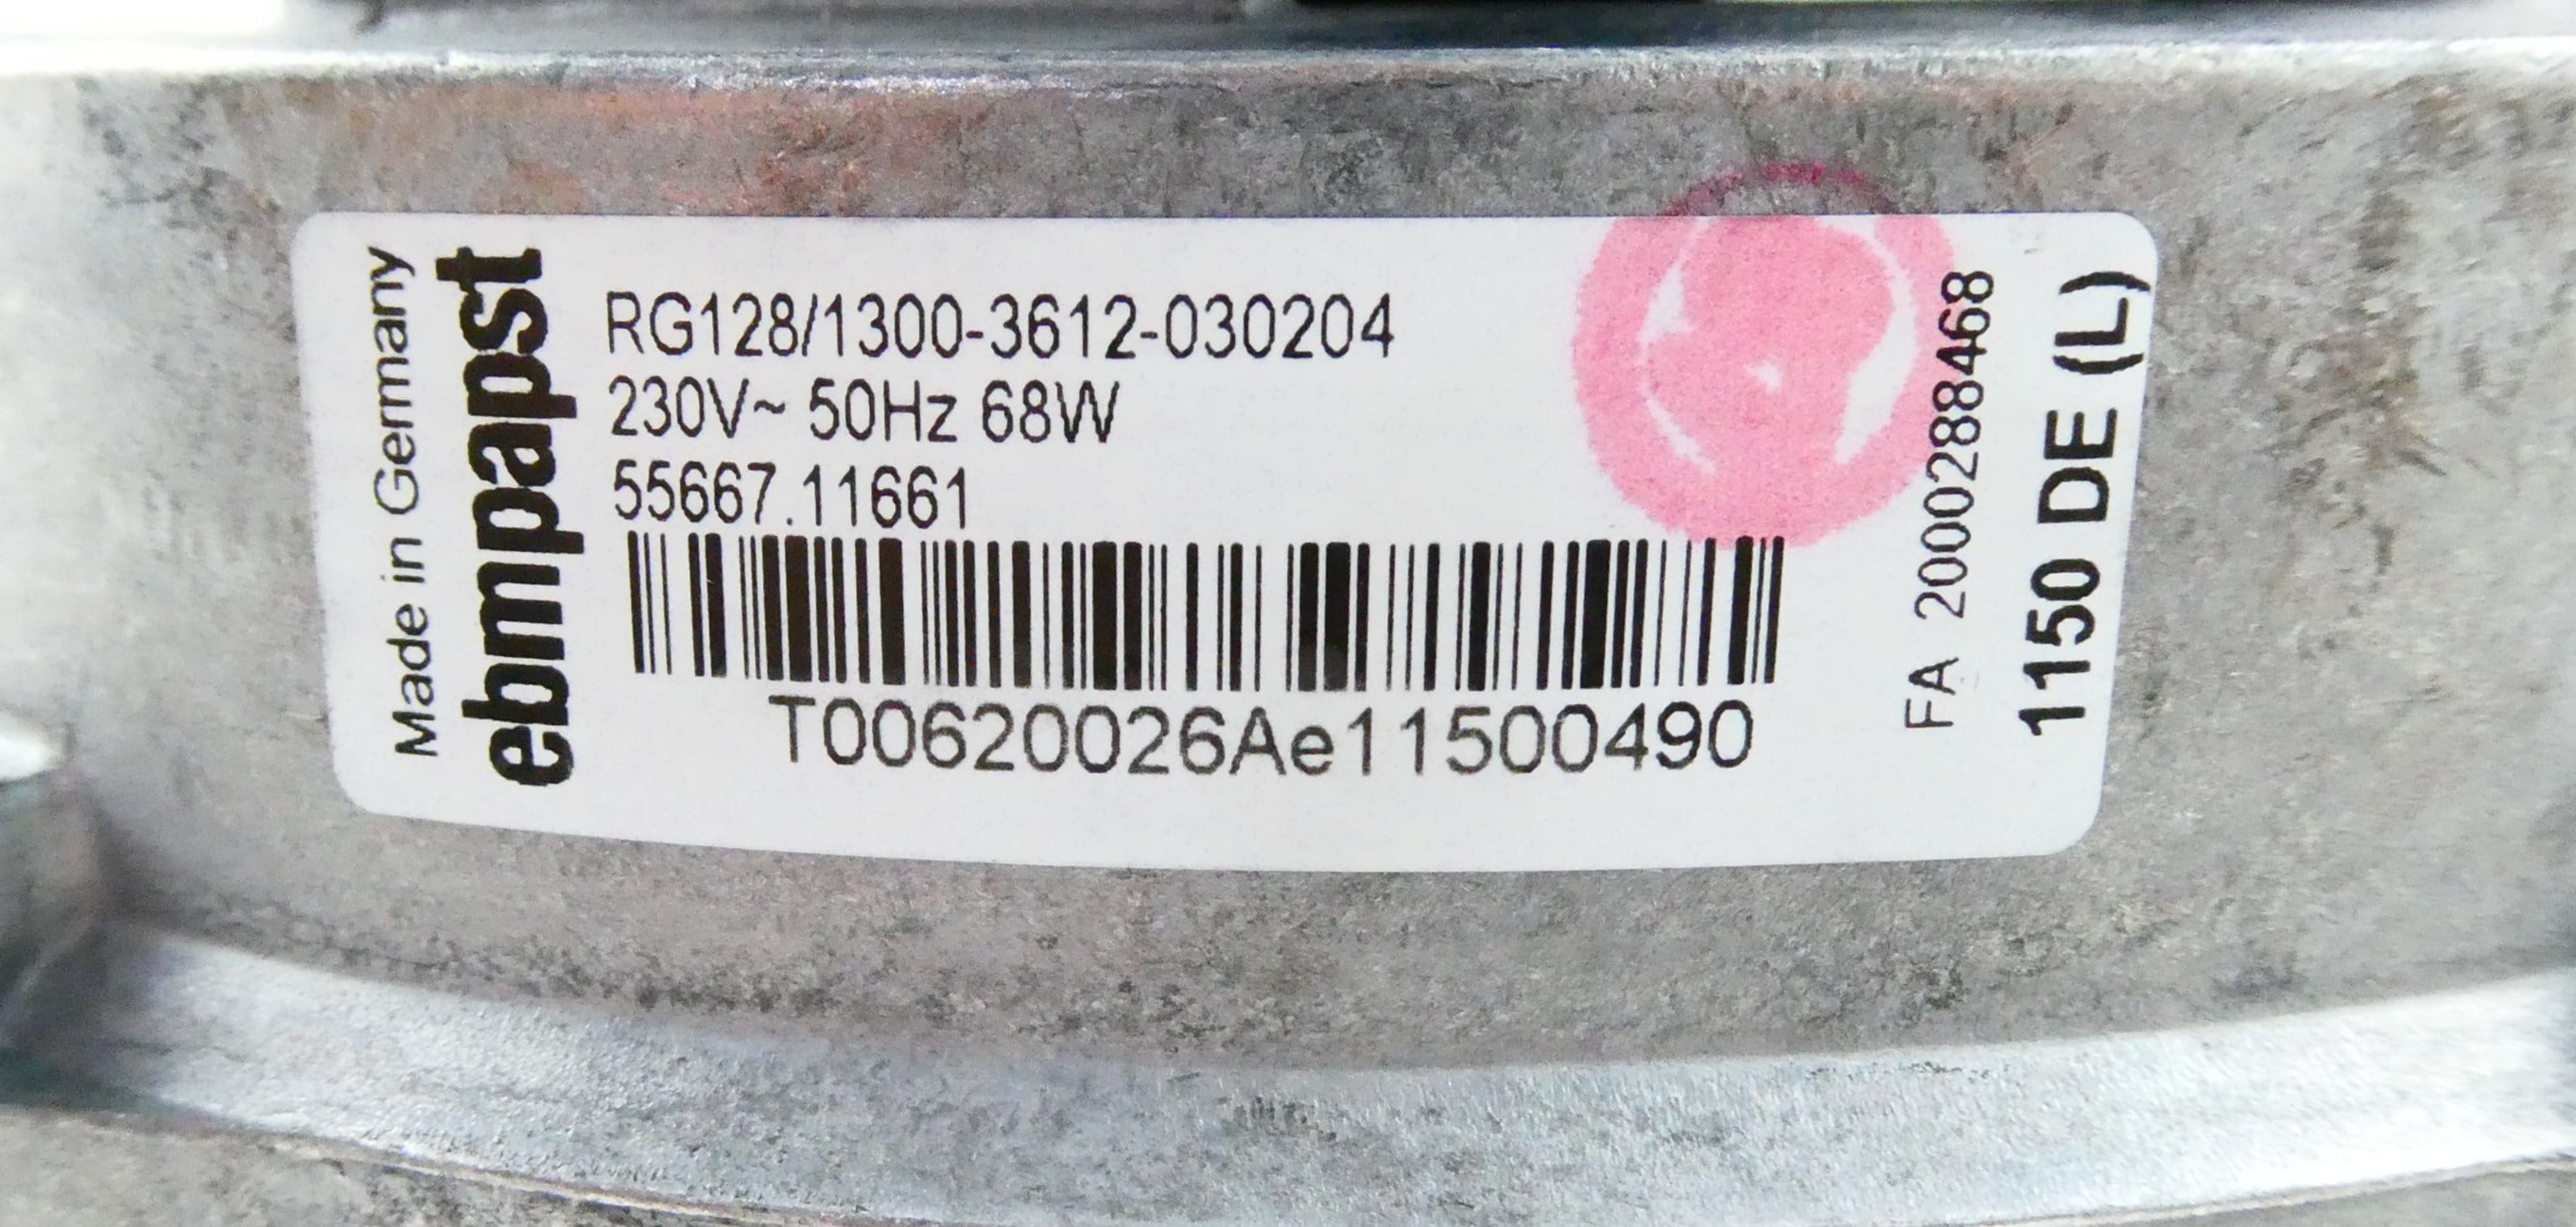 Made in Germany
ebmpapst
RG128/1300-3612-030204
230V~ 50Hz 68W
55667.11661
T00620026Ae11500490
FA 2000288468
1150 DE (L)